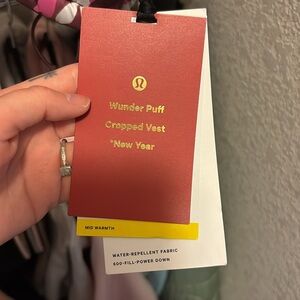 Wunder Puff
Cropped Vest
*New Year
MID WARMTH
WATER-REPELLENT FABRIC
600-FILL-POWER DOWN